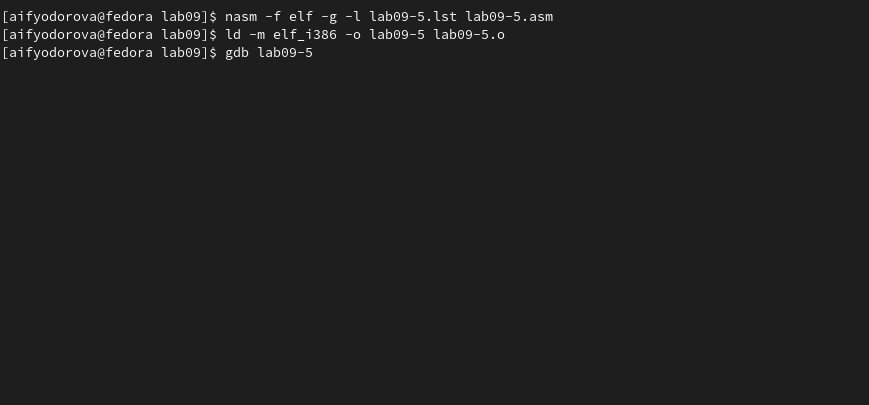 [aifyodorova@fedora lab09]$ nasm -f elf -g -l lab09-5.lst lab09-5.asm
[aifyodorova@fedora lab09]$ ld -m elf_i386 -o lab09-5 lab09-5.o
[aifyodorova@fedora lab09]$ gdb lab09-5